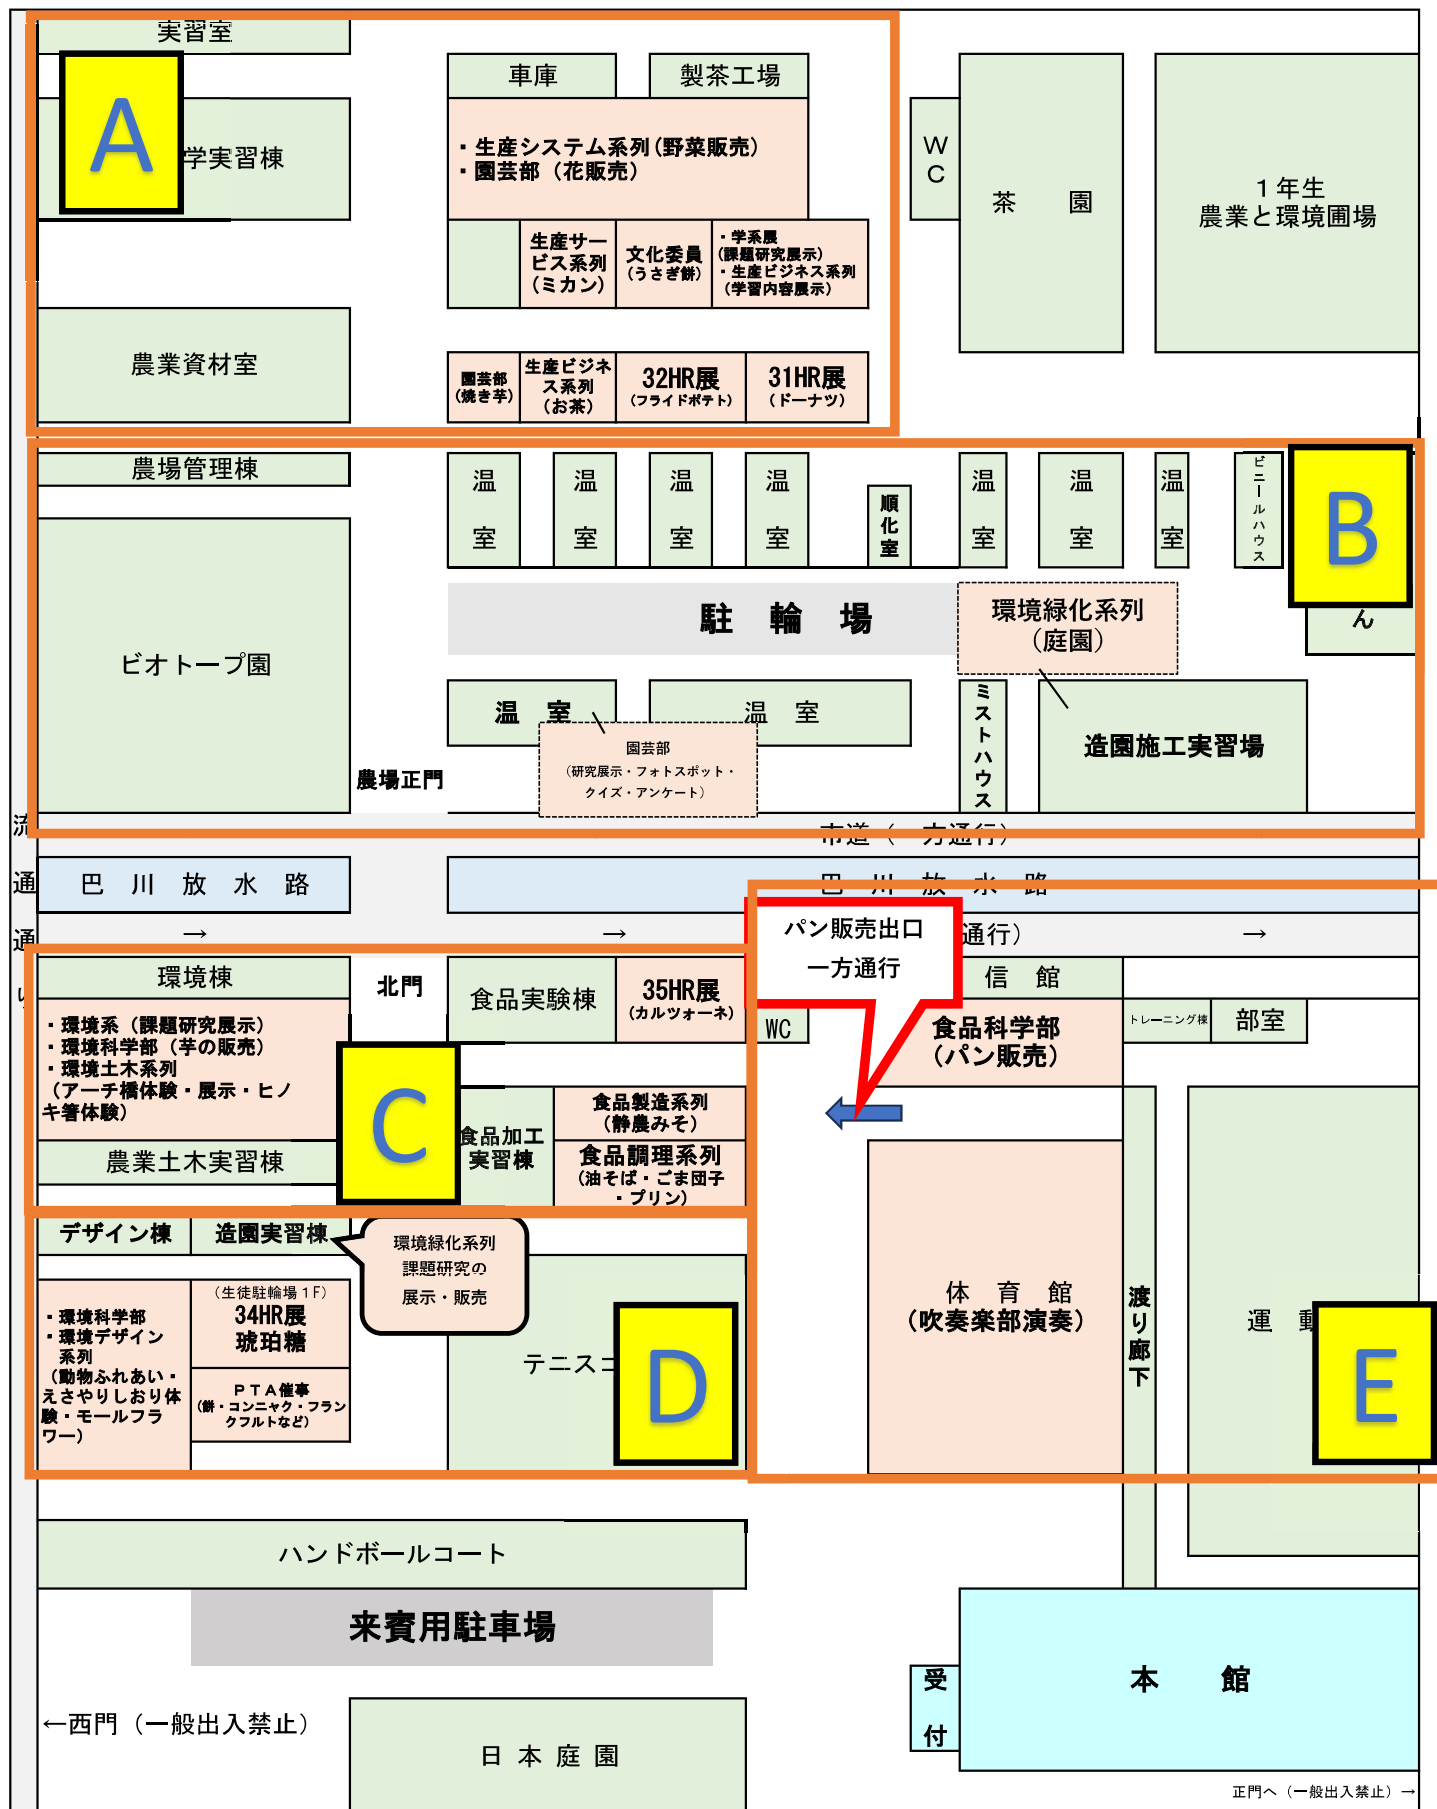 実習室
A
学実習棟
車庫
製茶工場
・生産システム系列(野菜販売)
・園芸部（花販売）
ＷＣ
茶　園
１年生
農業と環境圃場
生産サー
ビス系列
(ミカン)
文化委員
(うさぎ餅)
・学系展
(課題研究展示)
・生産ビジネス系列
(学習内容展示)
農業資材室
園芸部
(焼き芋)
生産ビジネ
ス系列
(お茶)
32HR展
(フライドポテト)
31HR展
(ドーナツ)
農場管理棟
温室
温室
温室
温室
順化室
温室
温室
温室
ビニールハウス
B
ん
駐　輪　場
環境緑化系列
(庭園)
ビオトープ園
温　室
温　室
園芸部
(研究展示・フォトスポット・
クイズ・アンケート)
ミストハウス
造園施工実習場
農場正門
流
通
通
市道（一方通行）
巴　川　放　水　路
巴　川　放　水　路
→
→
通行）
→
パン販売出口
一方通行
環境棟
北門
食品実験棟
35HR展
(カルツォーネ)
WC
信　館
食品科学部
(パン販売)
トレーニング棟
部室
・環境系（課題研究展示）
・環境科学部（芋の販売）
・環境土木系列
（アーチ橋体験・展示・ヒノ
キ箸体験）
C
食品加工
実習棟
食品製造系列
(静農みそ)
食品調理系列
(油そば・ごま団子
・プリン)
農業土木実習棟
デザイン棟
造園実習棟
環境緑化系列
課題研究の
展示・販売
・環境科学部
・環境デザイン
系列
（動物ふれあい・
えさやりしおり体
験・モールフラ
ワー）
（生徒駐輪場１F）
34HR展
琥珀糖
ＰＴＡ催事
(餅・コンニャク・フラン
クフルトなど)
テニスコ
D
体　育　館
(吹奏楽部演奏)
渡り廊下
運　動
E
ハンドボールコート
来賓用駐車場
受付
本　館
←西門（一般出入禁止）
日 本 庭 園
正門へ（一般出入禁止）→